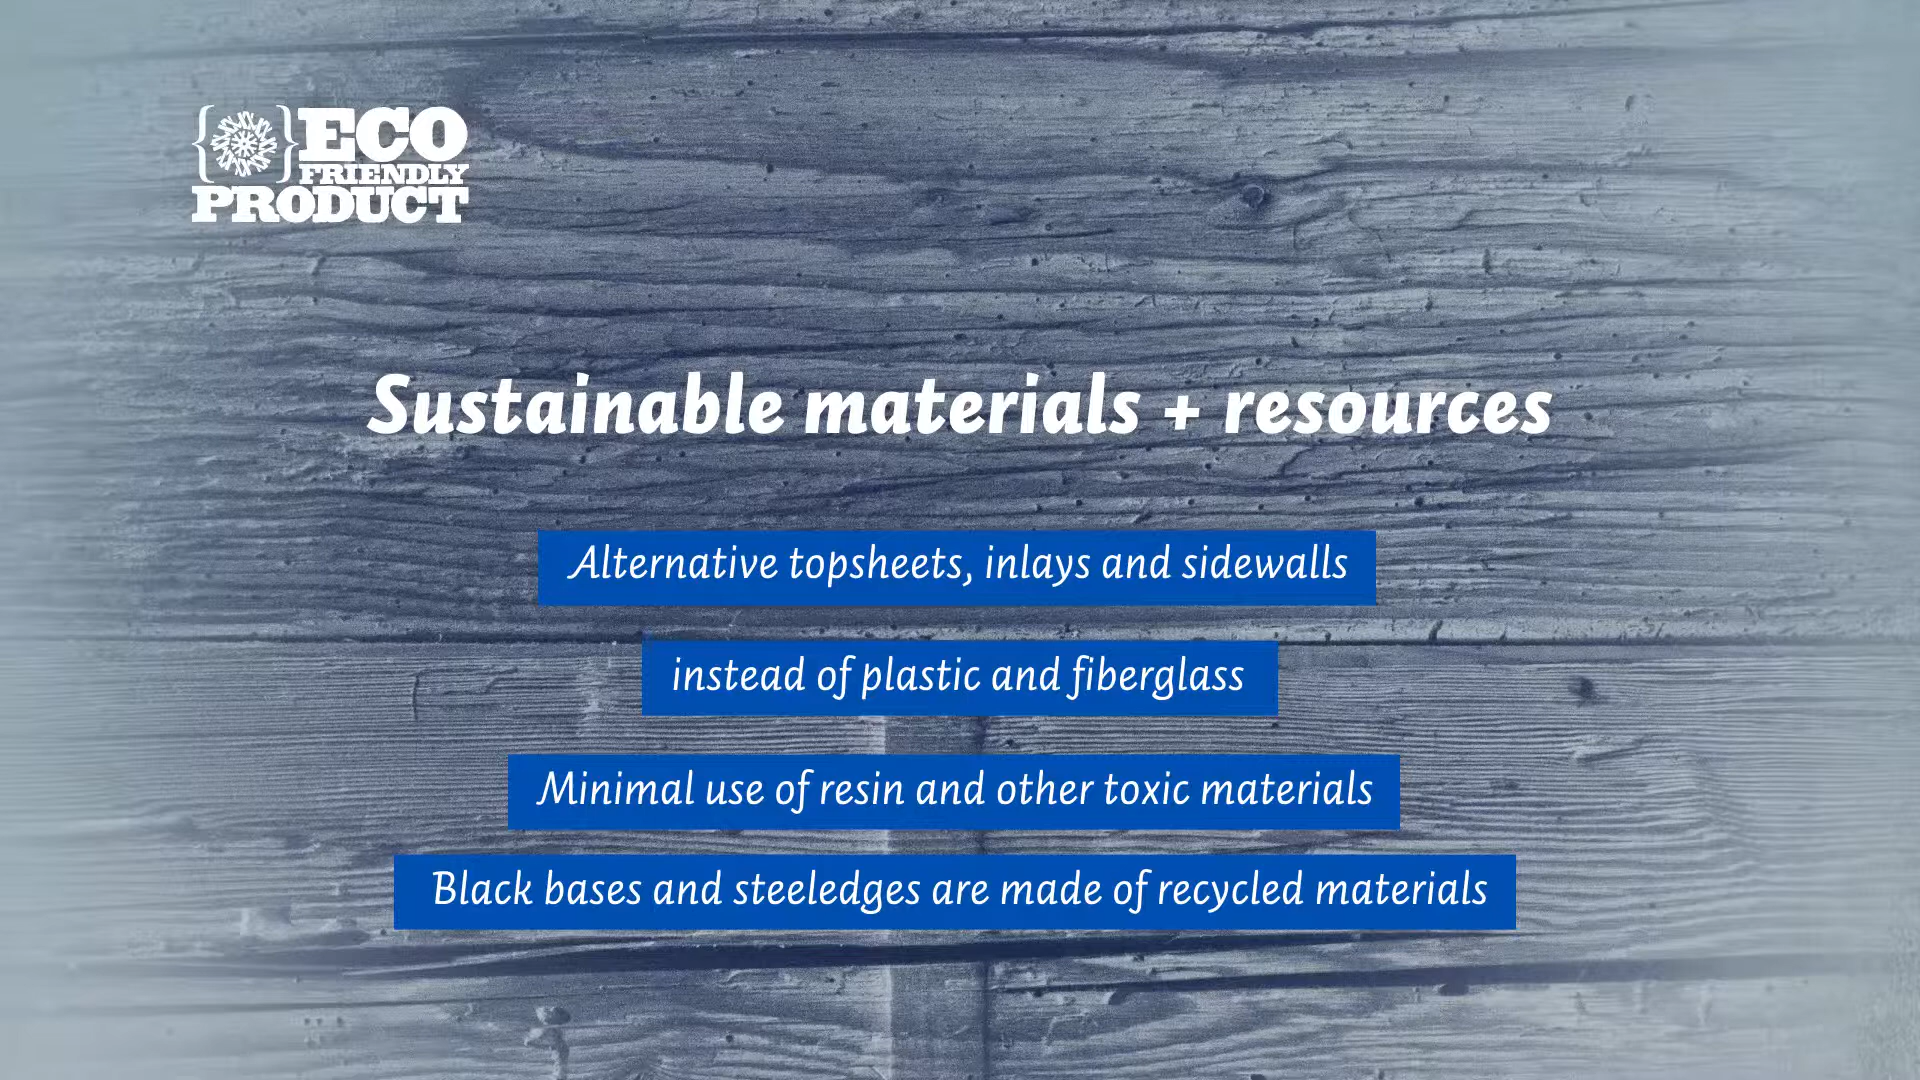 ECO
FRIENDLY
PRODUCT
Sustainable materials + resources
Alternative topsheets, inlays and sidewalls
instead of plastic and fiberglass
Minimal use of resin and other toxic materials
Black bases and steeledges are made of recycled materials